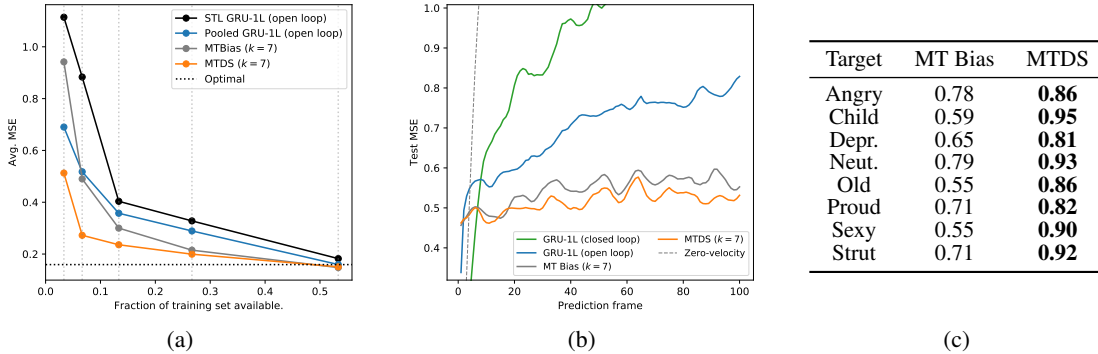 STL GRU-1L (open loop)
Pooled GRU-1L (open loop)
MTBias (k = 7)
MTDS (k = 7)
Optimal
1.0
0.8
0.6
0.4
0.2
Avg. MSE
0.0 0.1 0.2 0.3 0.4 0.5
Fraction of training set available.
(a)
1.0
0.9
0.8
0.7
0.6
0.5
0.4
Test MSE
GRU-1L (closed loop)
GRU-1L (open loop)
MT Bias (k = 7)
MTDS (k = 7)
Zero-velocity
0 20 40 60 80 100
Prediction frame
(b)
Target MT Bias MTDS
Angry 0.78 0.86
Child 0.59 0.95
Depr. 0.65 0.81
Neut. 0.79 0.93
Old 0.55 0.86
Proud 0.71 0.82
Sexy 0.55 0.90
Strut 0.71 0.92
(c)